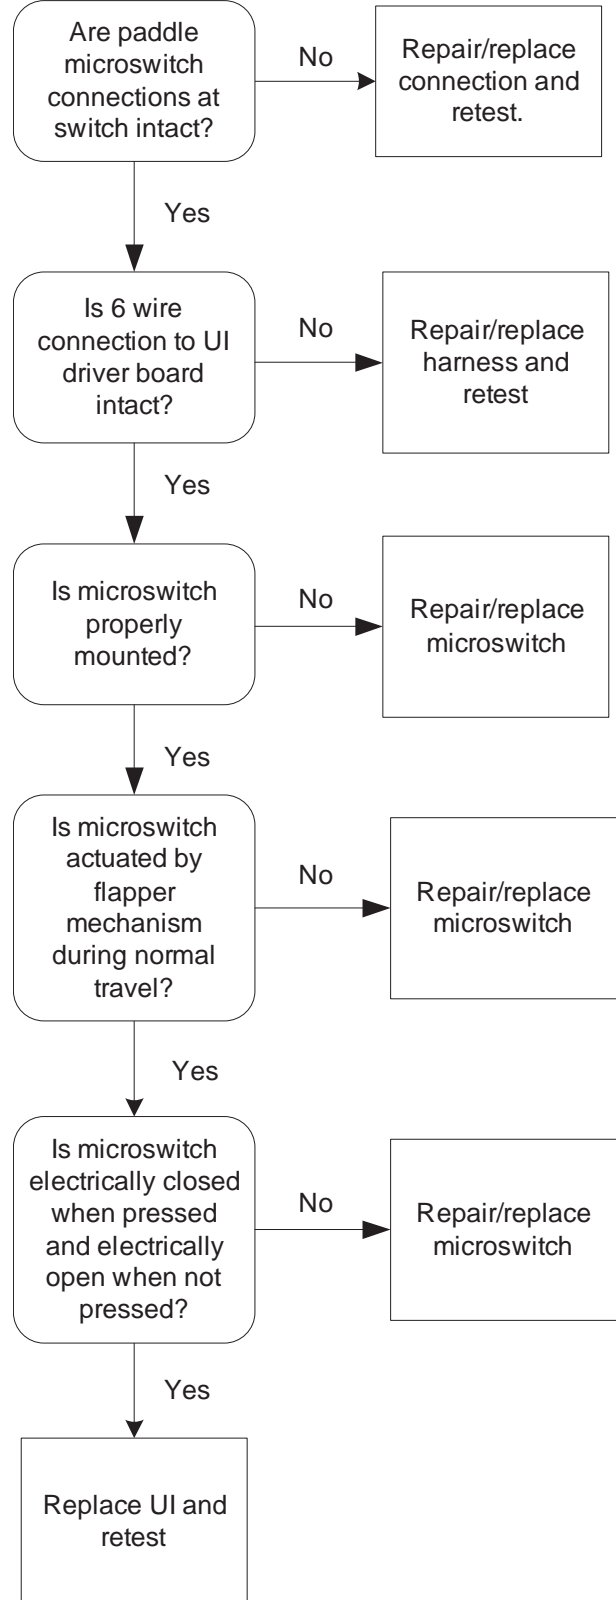 Are paddle
microswitch
connections at
switch intact?
No
Repair/replace
connection and
retest.
Yes
Is 6 wire
connection to UI
driver board
intact?
No
Repair/replace
harness and
retest
Yes
Is microswitch
properly
mounted?
No
Repair/replace
microswitch
Yes
Is microswitch
actuated by
flapper
mechanism
during normal
travel?
No
Repair/replace
microswitch
Yes
Is microswitch
electrically closed
when pressed
and electrically
open when not
pressed?
No
Repair/replace
microswitch
Yes
Replace UI and
retest